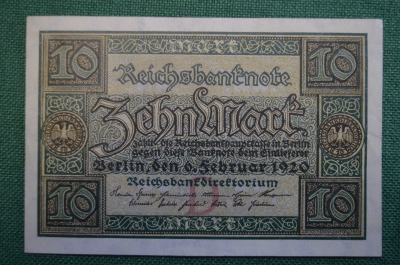 10 Mark 10
Reichsbanknote
Zehn Mark
zahlt die Reichsbankhauptkasse in Berlin
gegen diese Banknote dem Einlieferer
Berlin, den 6. Februar 1920
Reichsbankdirektorium
10 10